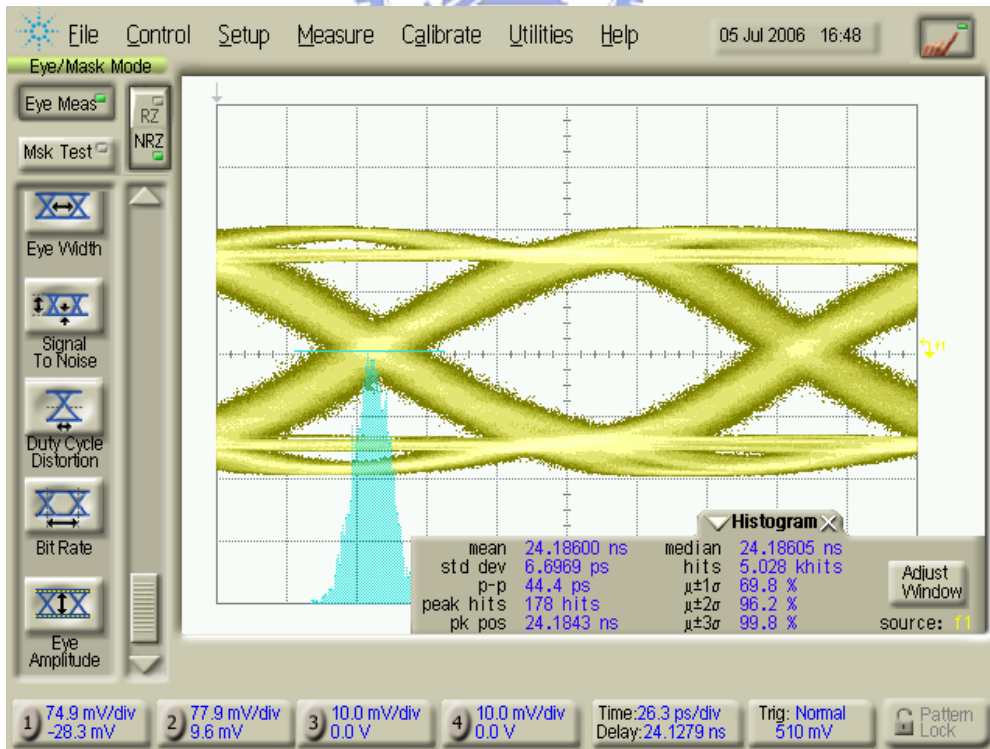 File Control Setup Measure Calibrate Utilities Help 05 Jul 2006 16:48
Eye/Mask Mode
Eye Meas
RZ
NRZ
Msk Test
Eye Width
Signal
To Noise
Duty Cycle
Distortion
Bit Rate
Eye
Amplitude
f1
Histogram
mean 24.18600 ns median 24.18605 ns
std dev 6.6969 ps hits 5.028 khits
p-p 44.4 ps µ±1σ 69.8 %
peak hits 178 hits µ±2σ 96.2 %
pk pos 24.1843 ns µ±3σ 99.8 %
Adjust
Window
source: f1
1 74.9 mV/div
-28.3 mV
2 77.9 mV/div
9.6 mV
3 10.0 mV/div
0.0 V
4 10.0 mV/div
0.0 V
Time:26.3 ps/div
Delay:24.1279 ns
Trig: Normal
510 mV
Pattern
Lock